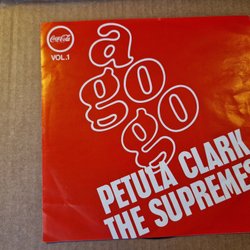 Coca-Cola
VOL.1
a
go
go
PETULA CLARK
THE SUPREMES